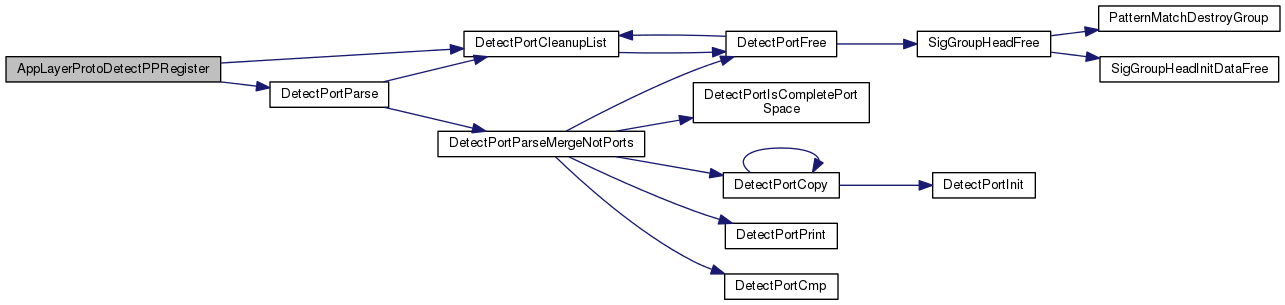 AppLayerProtoDetectPPRegister
DetectPortCleanupList
DetectPortFree
SigGroupHeadFree
PatternMatchDestroyGroup
SigGroupHeadInitDataFree
DetectPortParse
DetectPortParseMergeNotPorts
DetectPortIsCompletePort
Space
DetectPortCopy
DetectPortInit
DetectPortPrint
DetectPortCmp